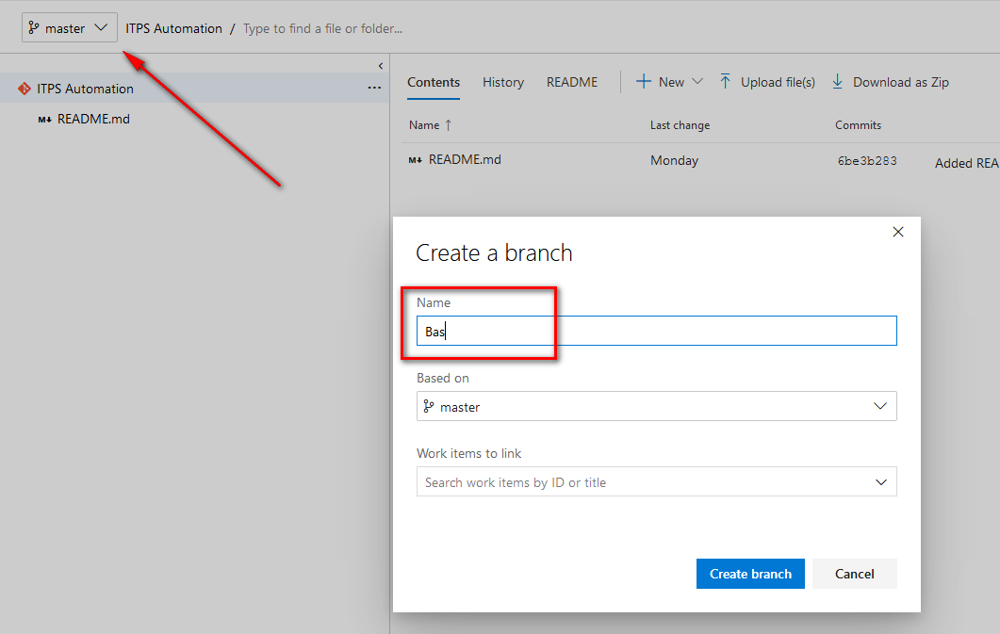 master ITPS Automation / Type to find a file or folder...
ITPS Automation ...
M↓ README.md
Contents History README New Upload file(s) Download as Zip
Name ↑ Last change Commits
M↓ README.md Monday 6be3b283 Added REA
Create a branch
Name
Bas
Based on
master
Work items to link
Search work items by ID or title
Create branch Cancel